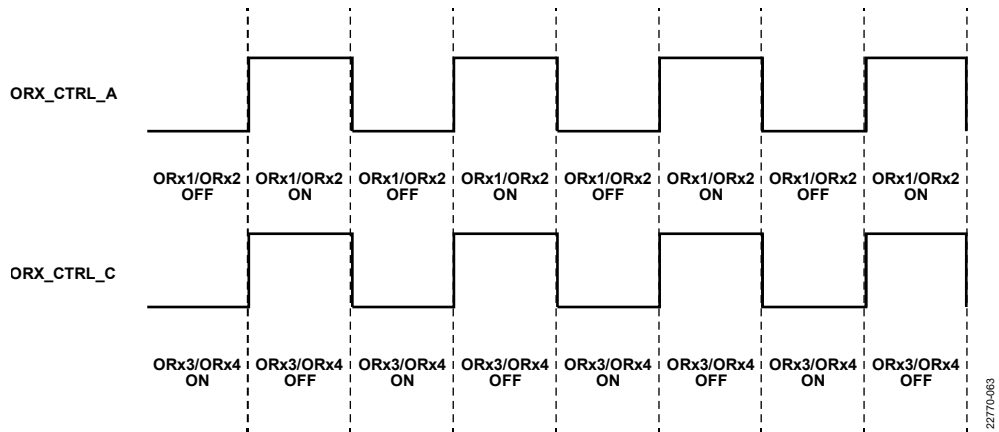 ORX_CTRL_A
ORx1/ORx2 OFF
ORx1/ORx2 ON
ORx1/ORx2 OFF
ORx1/ORx2 ON
ORx1/ORx2 OFF
ORx1/ORx2 ON
ORx1/ORx2 OFF
ORx1/ORx2 ON
ORX_CTRL_C
ORx3/ORx4 ON
ORx3/ORx4 OFF
ORx3/ORx4 ON
ORx3/ORx4 OFF
ORx3/ORx4 ON
ORx3/ORx4 OFF
ORx3/ORx4 ON
ORx3/ORx4 OFF
22770-063